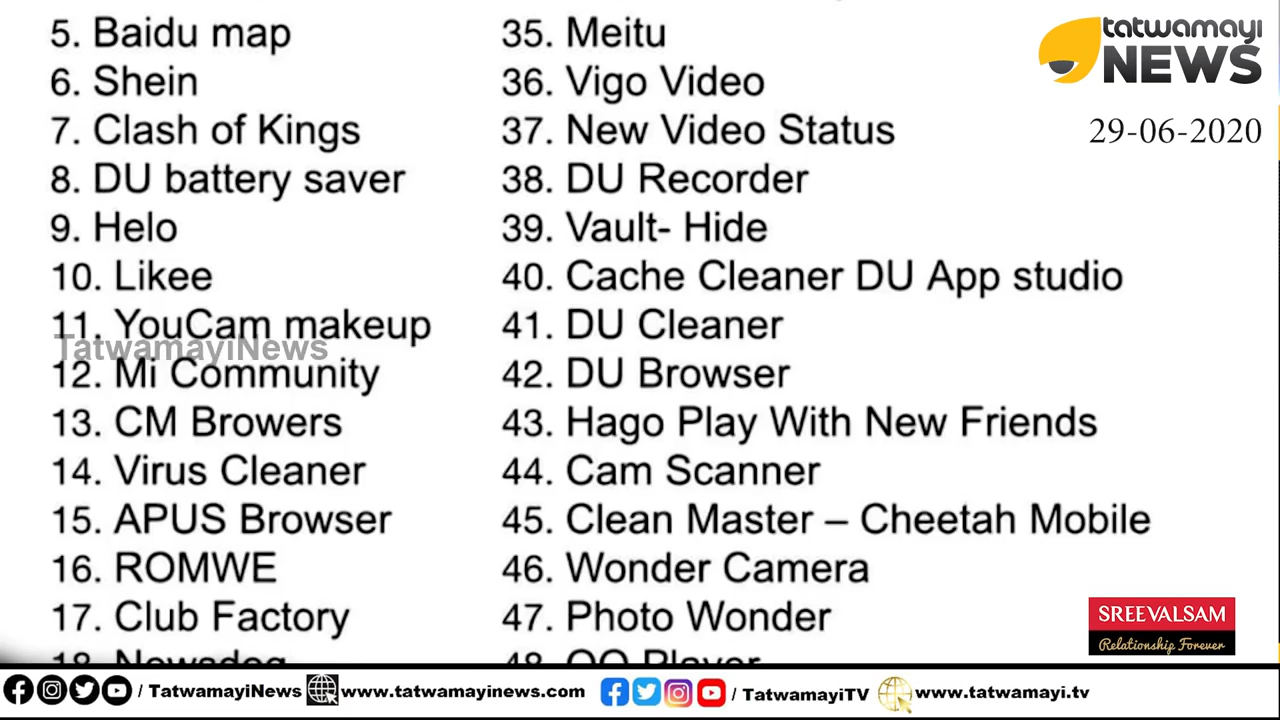 5. Baidu map
6. Shein
7. Clash of Kings
8. DU battery saver
9. Helo
10. Likee
11. YouCam makeup
TatwamayiNews
12. Mi Community
13. CM Browers
14. Virus Cleaner
15. APUS Browser
16. ROMWE
17. Club Factory
18. Newsdog
35. Meitu
36. Vigo Video
37. New Video Status
38. DU Recorder
39. Vault- Hide
40. Cache Cleaner DU App studio
41. DU Cleaner
42. DU Browser
43. Hago Play With New Friends
44. Cam Scanner
45. Clean Master – Cheetah Mobile
46. Wonder Camera
47. Photo Wonder
48. QQ Player
tatwamayi
NEWS
29-06-2020
SREEVALSAM
Relationship Forever
/ TatwamayiNews www.tatwamayinews.com / TatwamayiTV www.tatwamayi.tv